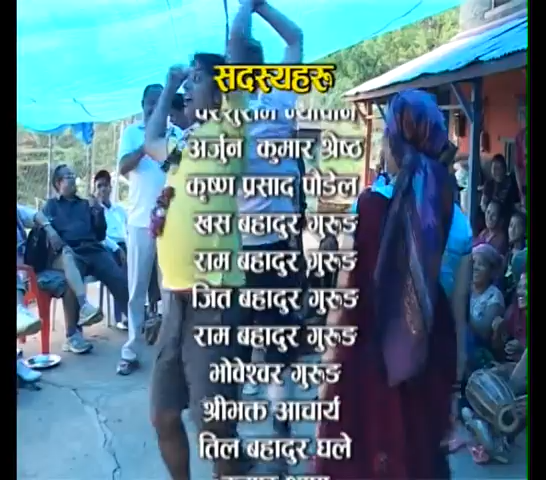 सदस्यहरू
अर्जुन कुमार श्रेष्ठ
कृष्ण प्रसाद पौडेल
खस बहादुर गुरुङ
राम बहादुर गुरुङ
जित बहादुर गुरुङ
राम बहादुर गुरुङ
भोवेश्वर गुरुङ
श्रीभक्त आचार्य
तिल बहादुर घले